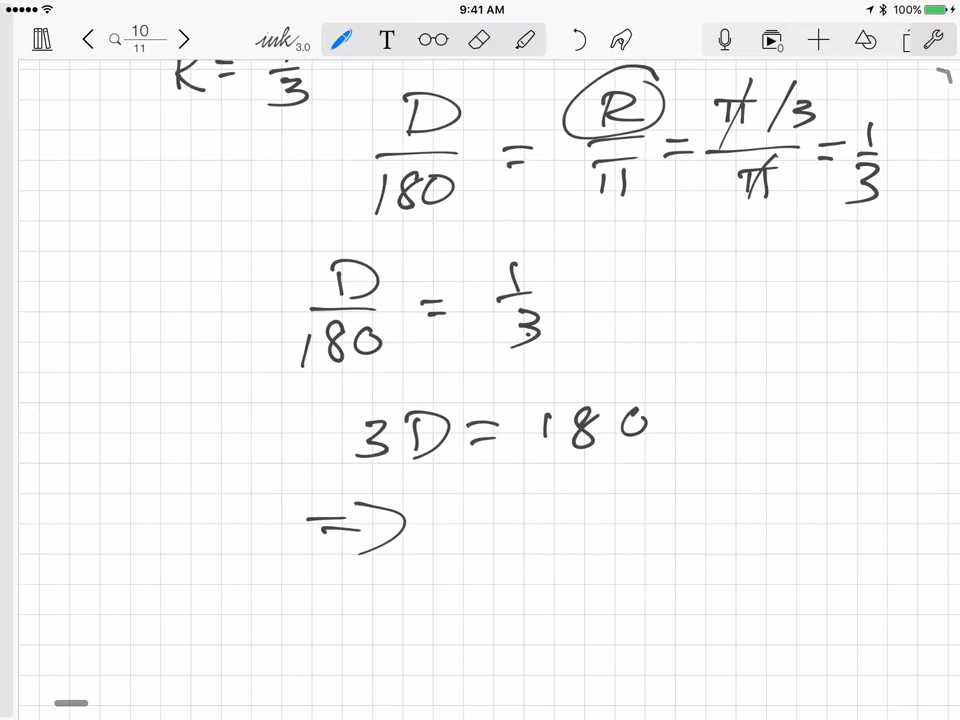 9:41 AM 100%
10
11
ink 3.0 T 0
R = /3
D/180 = R/π = π/3/π = 1/3
D/180 = 1/3
3D = 180
=>